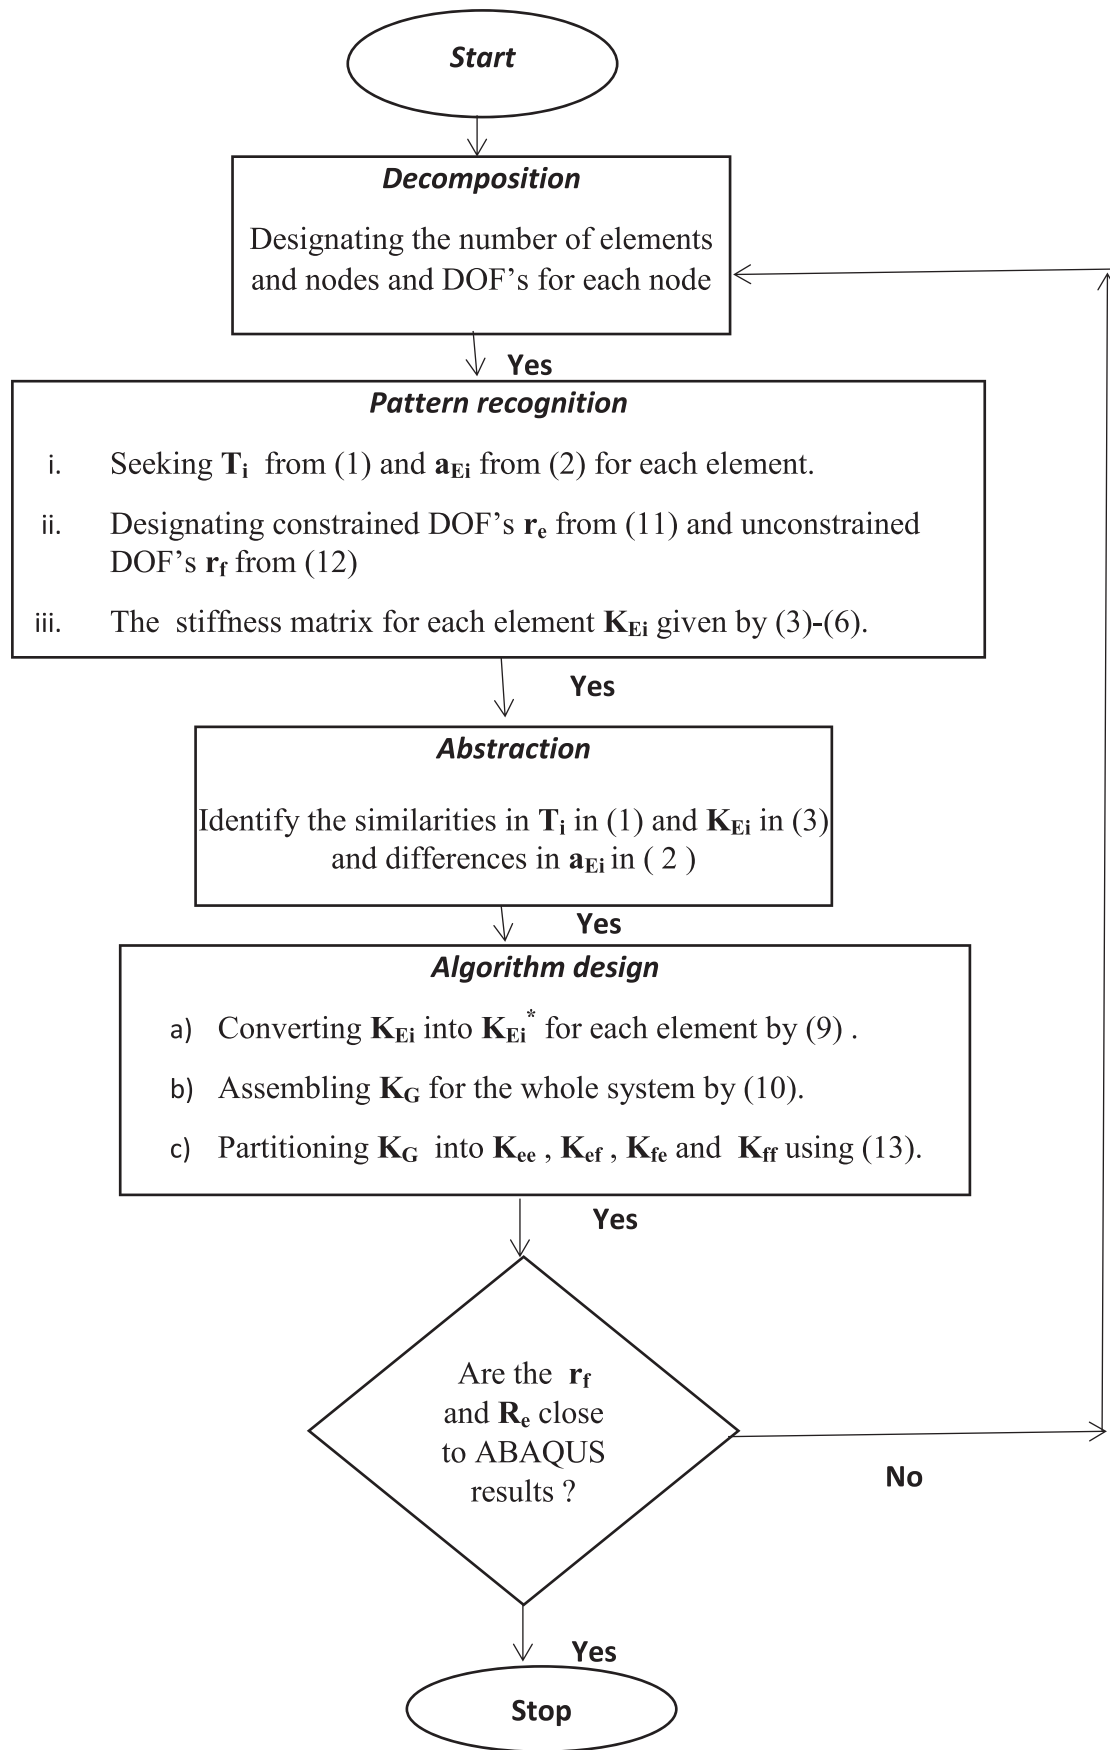 Start
Decomposition
Designating the number of elements
and nodes and DOF’s for each node
Yes
Pattern recognition
i. Seeking Ti from (1) and aEi from (2) for each element.
ii. Designating constrained DOF’s re from (11) and unconstrained
DOF’s rf from (12)
iii. The stiffness matrix for each element KEi given by (3)-(6).
Yes
Abstraction
Identify the similarities in Ti in (1) and KEi in (3)
and differences in aEi in ( 2 )
Yes
Algorithm design
a) Converting KEi into KEi* for each element by (9) .
b) Assembling KG for the whole system by (10).
c) Partitioning KG into Kee , Kef , Kfe and Kff using (13).
Yes
Are the rf
and Re close
to ABAQUS
results ?
No
Yes
Stop